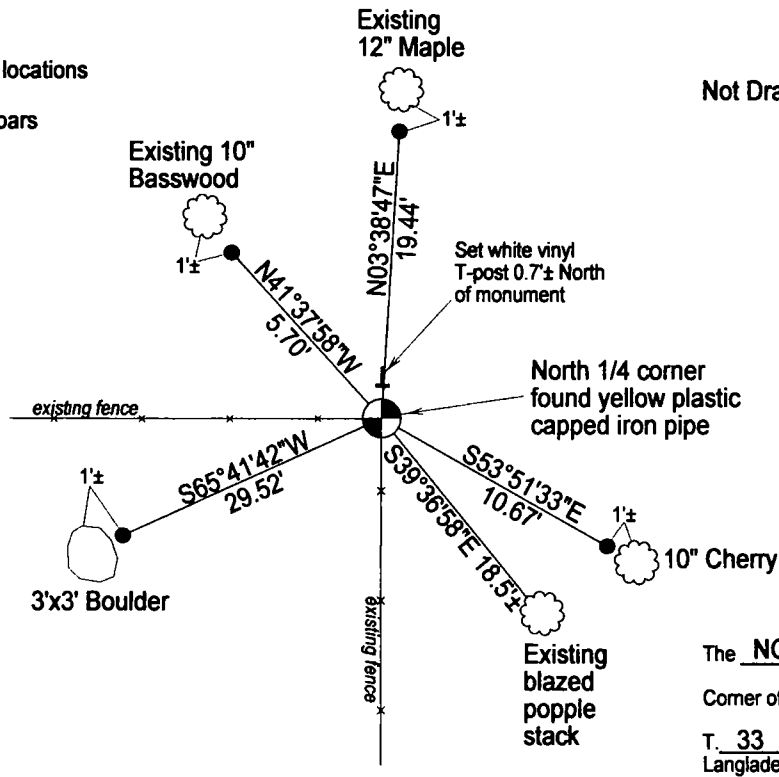 Existing
12" Maple
locations
Not Dra
1'±
Existing 10"
Basswood
1'±
N03°38'47"E
19.44'
Set white vinyl
T-post 0.7'± North
of monument
N41°37'58"W
5.70'
North 1/4 corner
found yellow plastic
capped iron pipe
existing fence
S65°41'42"W
29.52'
S53°51'33"E
10.67'
S39°36'58"E 18.5'±
1'±
1'±
10" Cherry
3'x3' Boulder
existing fence
Existing
blazed
popple
stack
The NO
Corner of
T. 33
Langlade